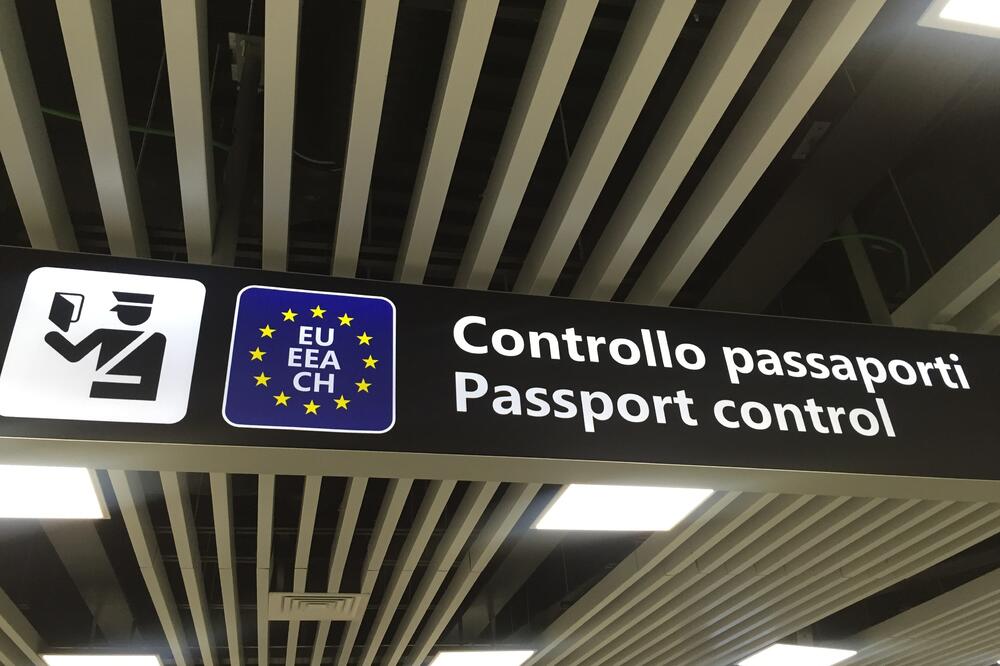 EU
EEA
CH
Controllo passaporti
Passport control